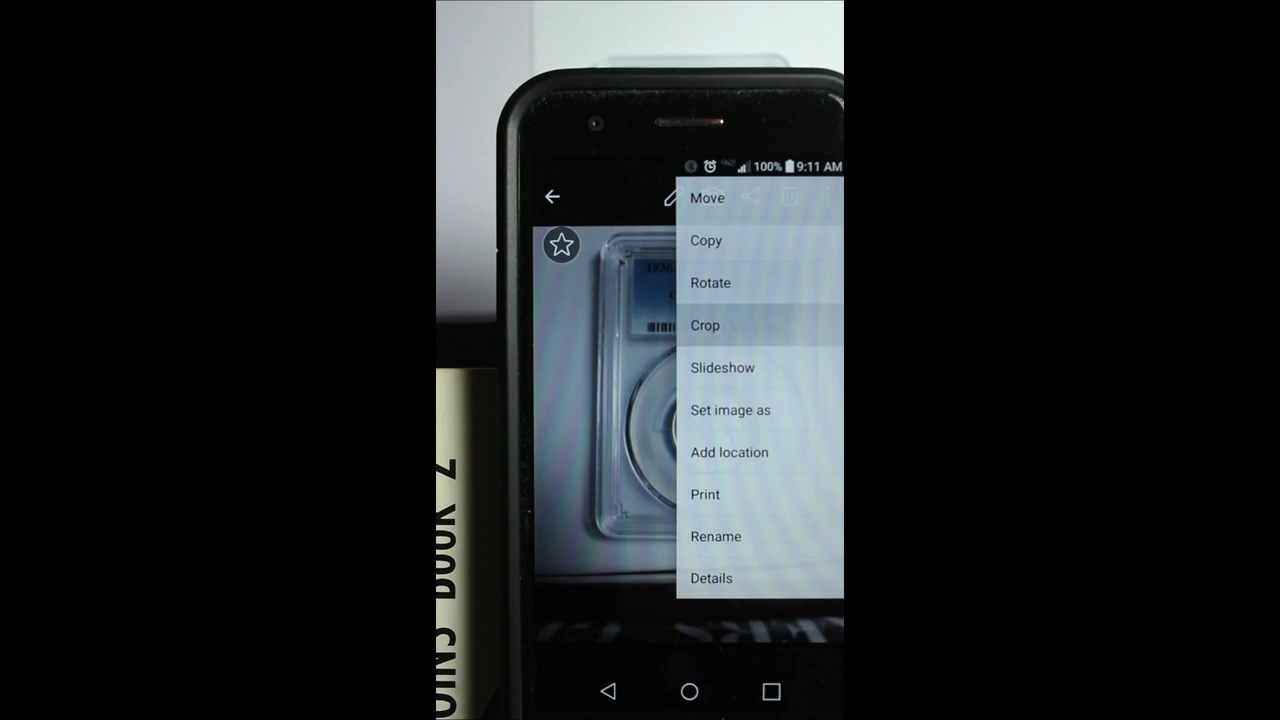 100% 9:11 AM
Move
Copy
Rotate
1936
Crop
Slideshow
Set image as
Add location
Print
Rename
Details
OINS BOOK 2